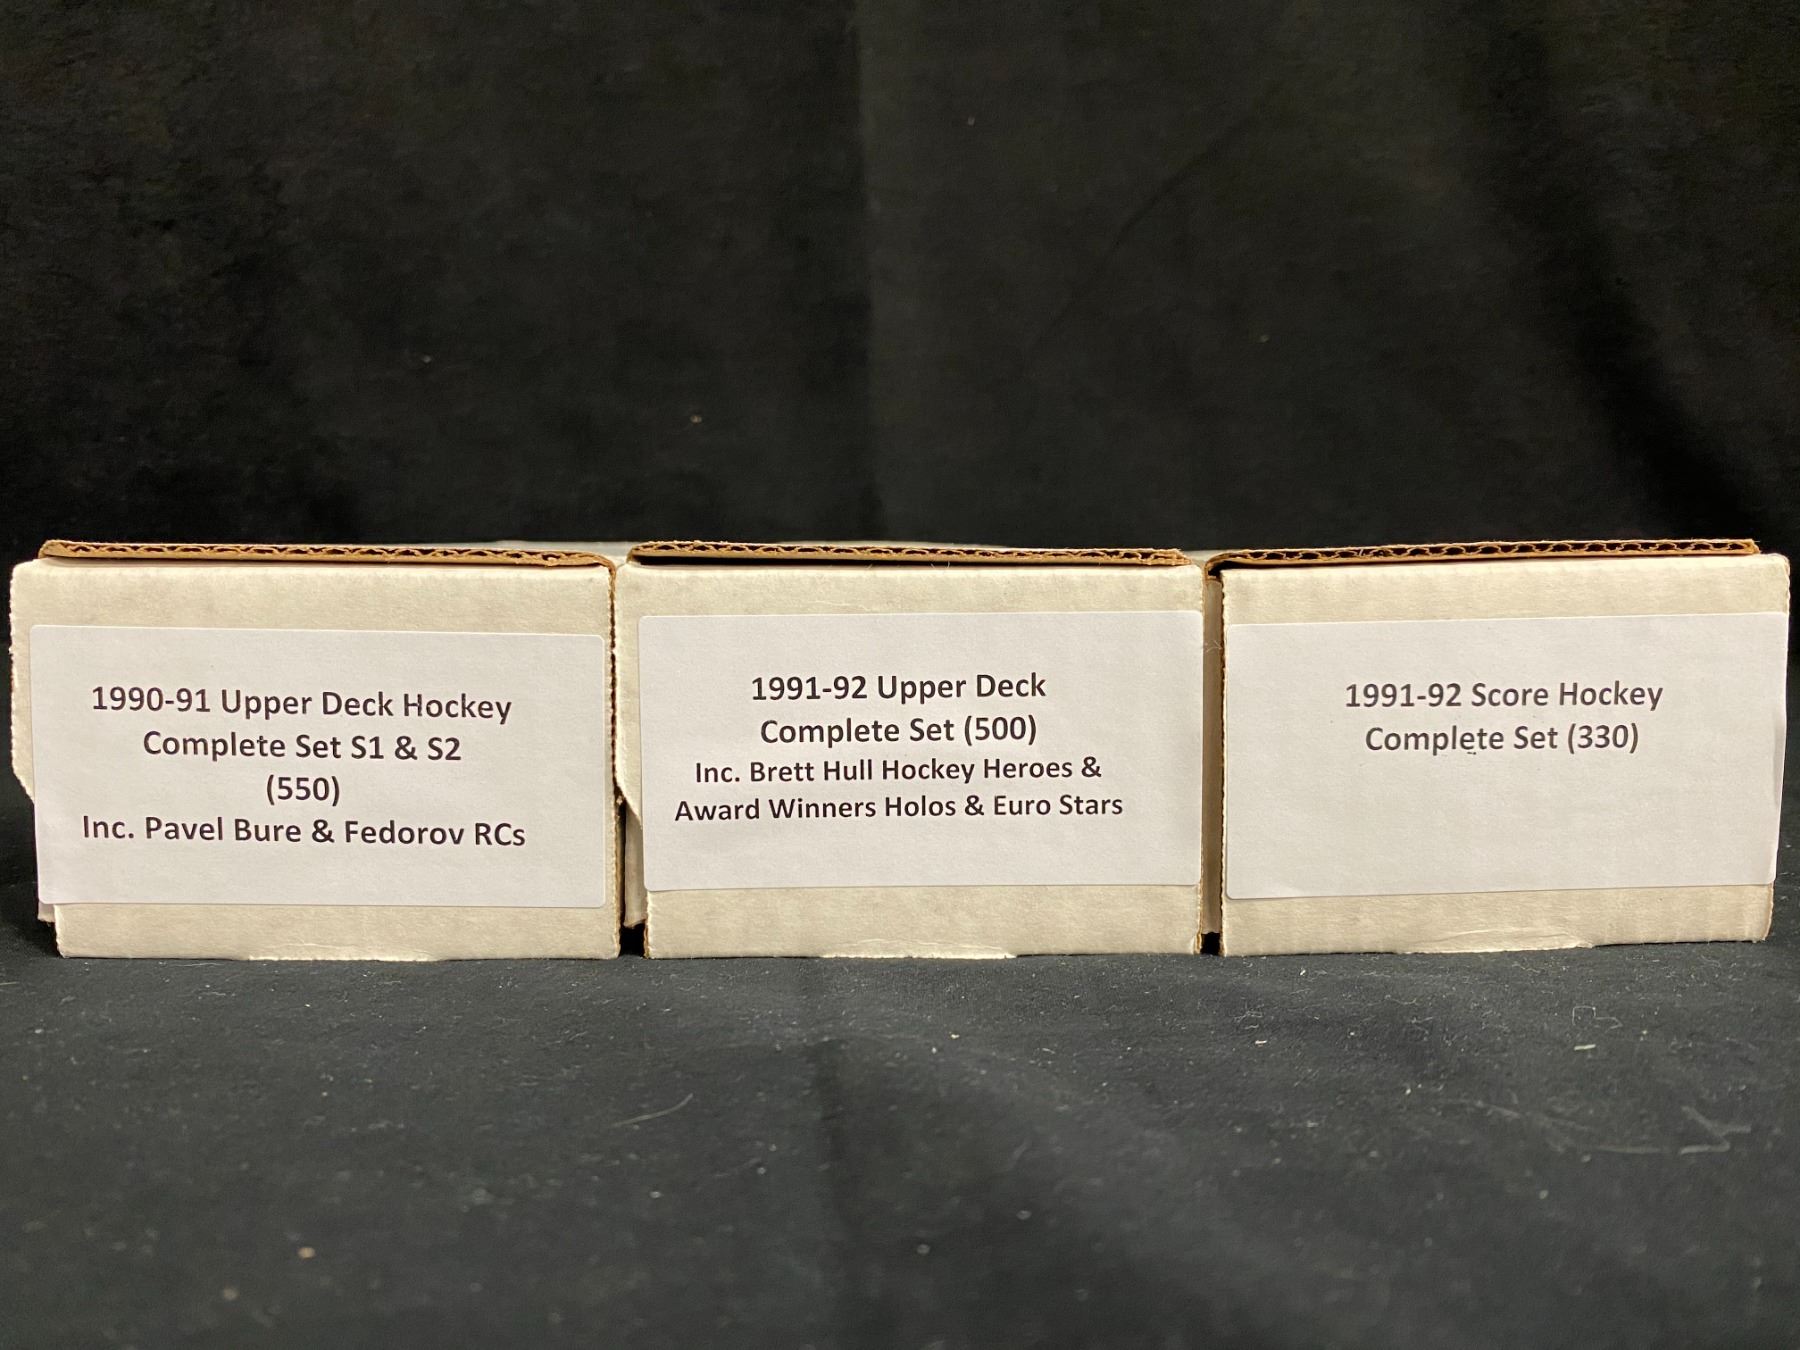 1990-91 Upper Deck Hockey
Complete Set S1 & S2
(550)
Inc. Pavel Bure & Fedorov RCs
1991-92 Upper Deck
Complete Set (500)
Inc. Brett Hull Hockey Heroes &
Award Winners Holos & Euro Stars
1991-92 Score Hockey
Complete Set (330)